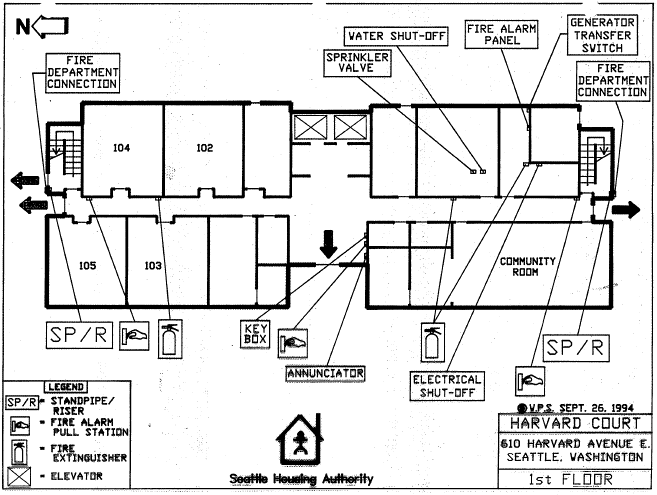 N
WATER SHUT-OFF
FIRE ALARM
PANEL
GENERATOR
TRANSFER
SWITCH
SPRINKLER
VALVE
FIRE
DEPARTMENT
CONNECTION
FIRE
DEPARTMENT
CONNECTION
104
102
105
103
COMMUNITY
ROOM
SP/R
KEY
BOX
SP/R
ANNUNCIATOR
ELECTRICAL
SHUT-OFF
LEGEND
SP/R = STANDPIPE/
RISER
= FIRE ALARM
PULL STATION
= FIRE
EXTINGUISHER
= ELEVATOR
Seattle Housing Authority
V.P.S. SEPT. 26, 1994
HARVARD COURT
610 HARVARD AVENUE E.
SEATTLE, WASHINGTON
1st FLOOR